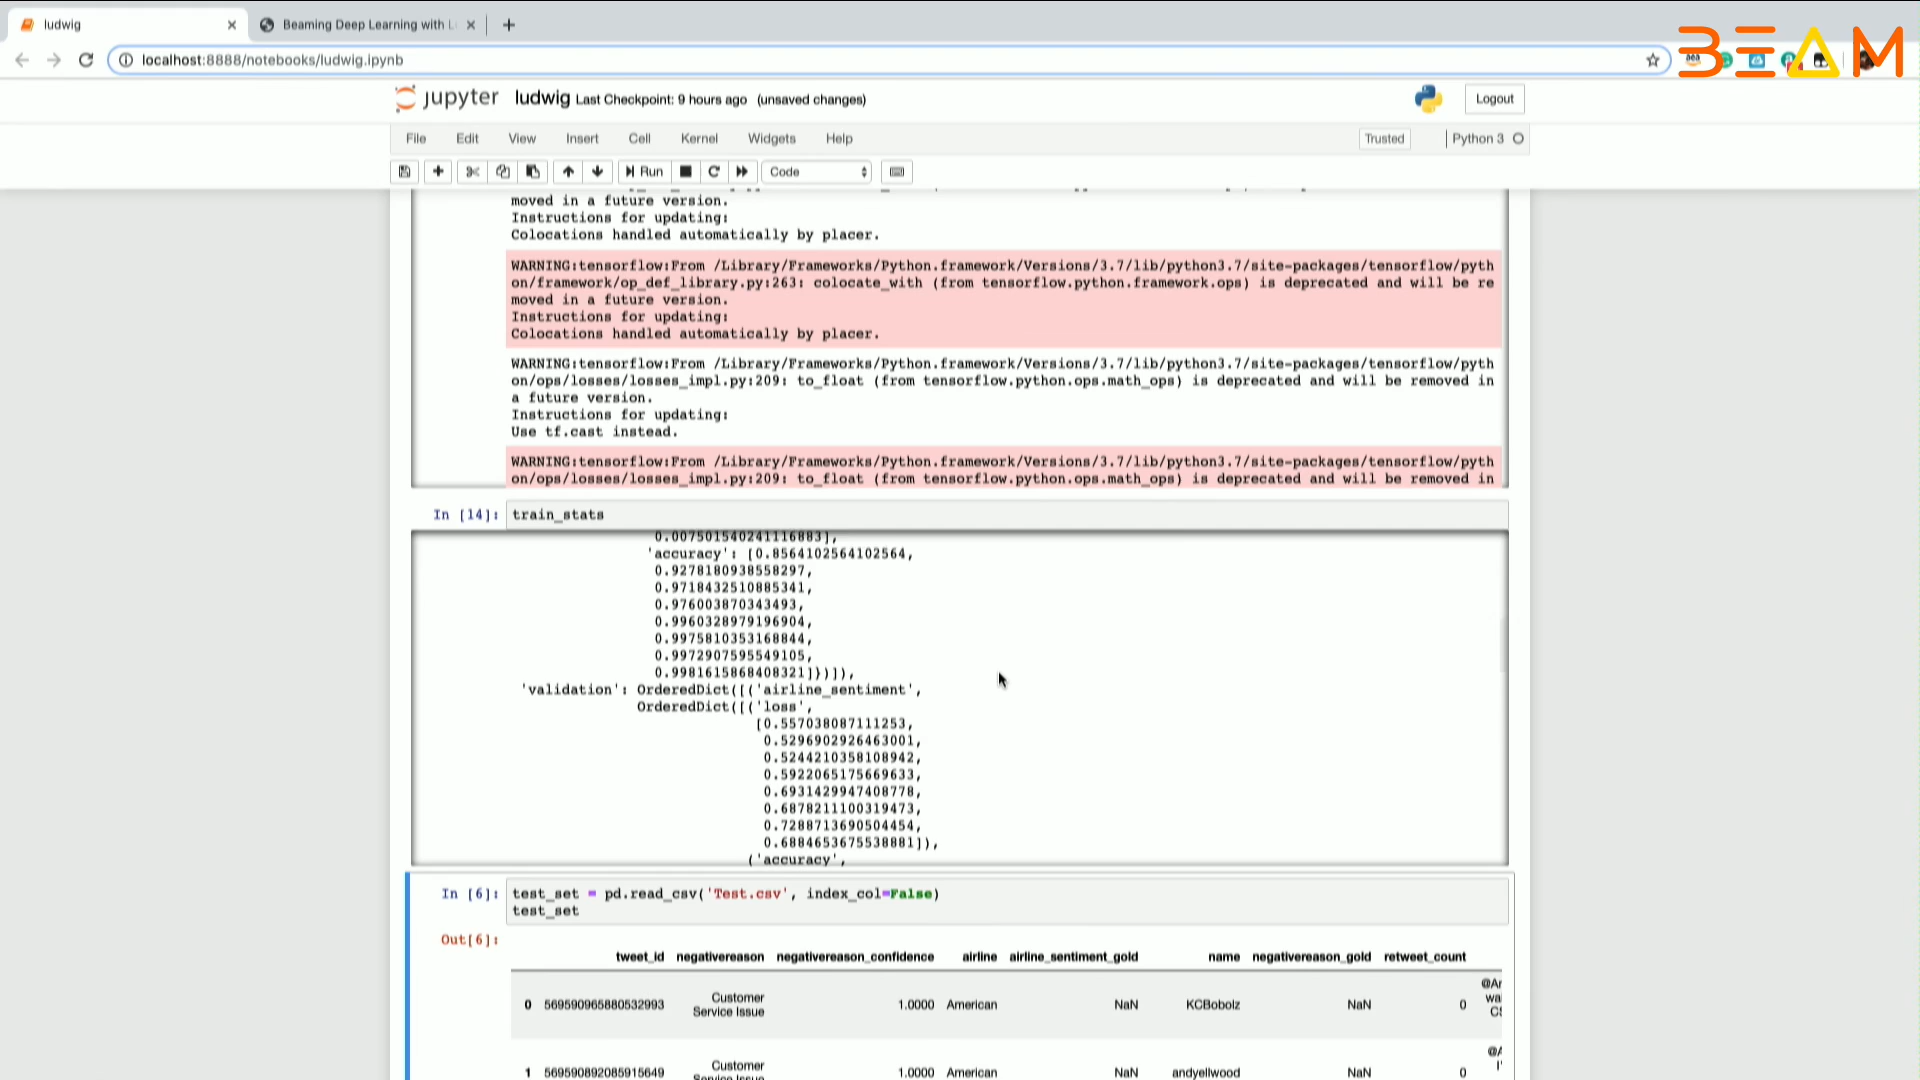 ludwig
Beaming Deep Learning with L
BEAM
localhost:8888/notebooks/ludwig.ipynb
jupyter ludwig Last Checkpoint: 9 hours ago (unsaved changes)
Logout
File Edit View Insert Cell Kernel Widgets Help
Trusted Python 3
Run Code
moved in a future version.
Instructions for updating:
Colocations handled automatically by placer.
WARNING:tensorflow:From /Library/Frameworks/Python.framework/Versions/3.7/lib/python3.7/site-packages/tensorflow/pyth
on/framework/op_def_library.py:263: colocate_with (from tensorflow.python.framework.ops) is deprecated and will be re
moved in a future version.
Instructions for updating:
Colocations handled automatically by placer.
WARNING:tensorflow:From /Library/Frameworks/Python.framework/Versions/3.7/lib/python3.7/site-packages/tensorflow/pyth
on/ops/losses/losses_impl.py:209: to_float (from tensorflow.python.ops.math_ops) is deprecated and will be removed in
a future version.
Instructions for updating:
Use tf.cast instead.
WARNING:tensorflow:From /Library/Frameworks/Python.framework/Versions/3.7/lib/python3.7/site-packages/tensorflow/pyth
on/ops/losses/losses_impl.py:209: to_float (from tensorflow.python.ops.math_ops) is deprecated and will be removed in
In [14]: train_stats
0.007501540241116883],
'accuracy': [0.8564102564102564,
0.9278180938558297,
0.9718432510885341,
0.976003870343493,
0.9960328979196904,
0.9975810353168844,
0.9972907595549105,
0.9981615868408321]})]),
'validation': OrderedDict([('airline_sentiment',
OrderedDict([('loss',
[0.557038087111253,
0.5296902926463001,
0.5244210358108942,
0.5922065175669633,
0.6931429947408778,
0.6878211100319473,
0.7288713690504454,
0.6884653675538881]),
('accuracy',
In [6]: test_set = pd.read_csv('Test.csv', index_col=False)
test_set
Out[6]:
tweet_id negativereason negativereason_confidence airline airline_sentiment_gold name negativereason_gold retweet_count
0 569590965880532993 Customer Service Issue 1.0000 American NaN KCBobolz NaN 0
1 569590892085915649 Customer Service Issue 1.0000 American NaN andyellwood NaN 0